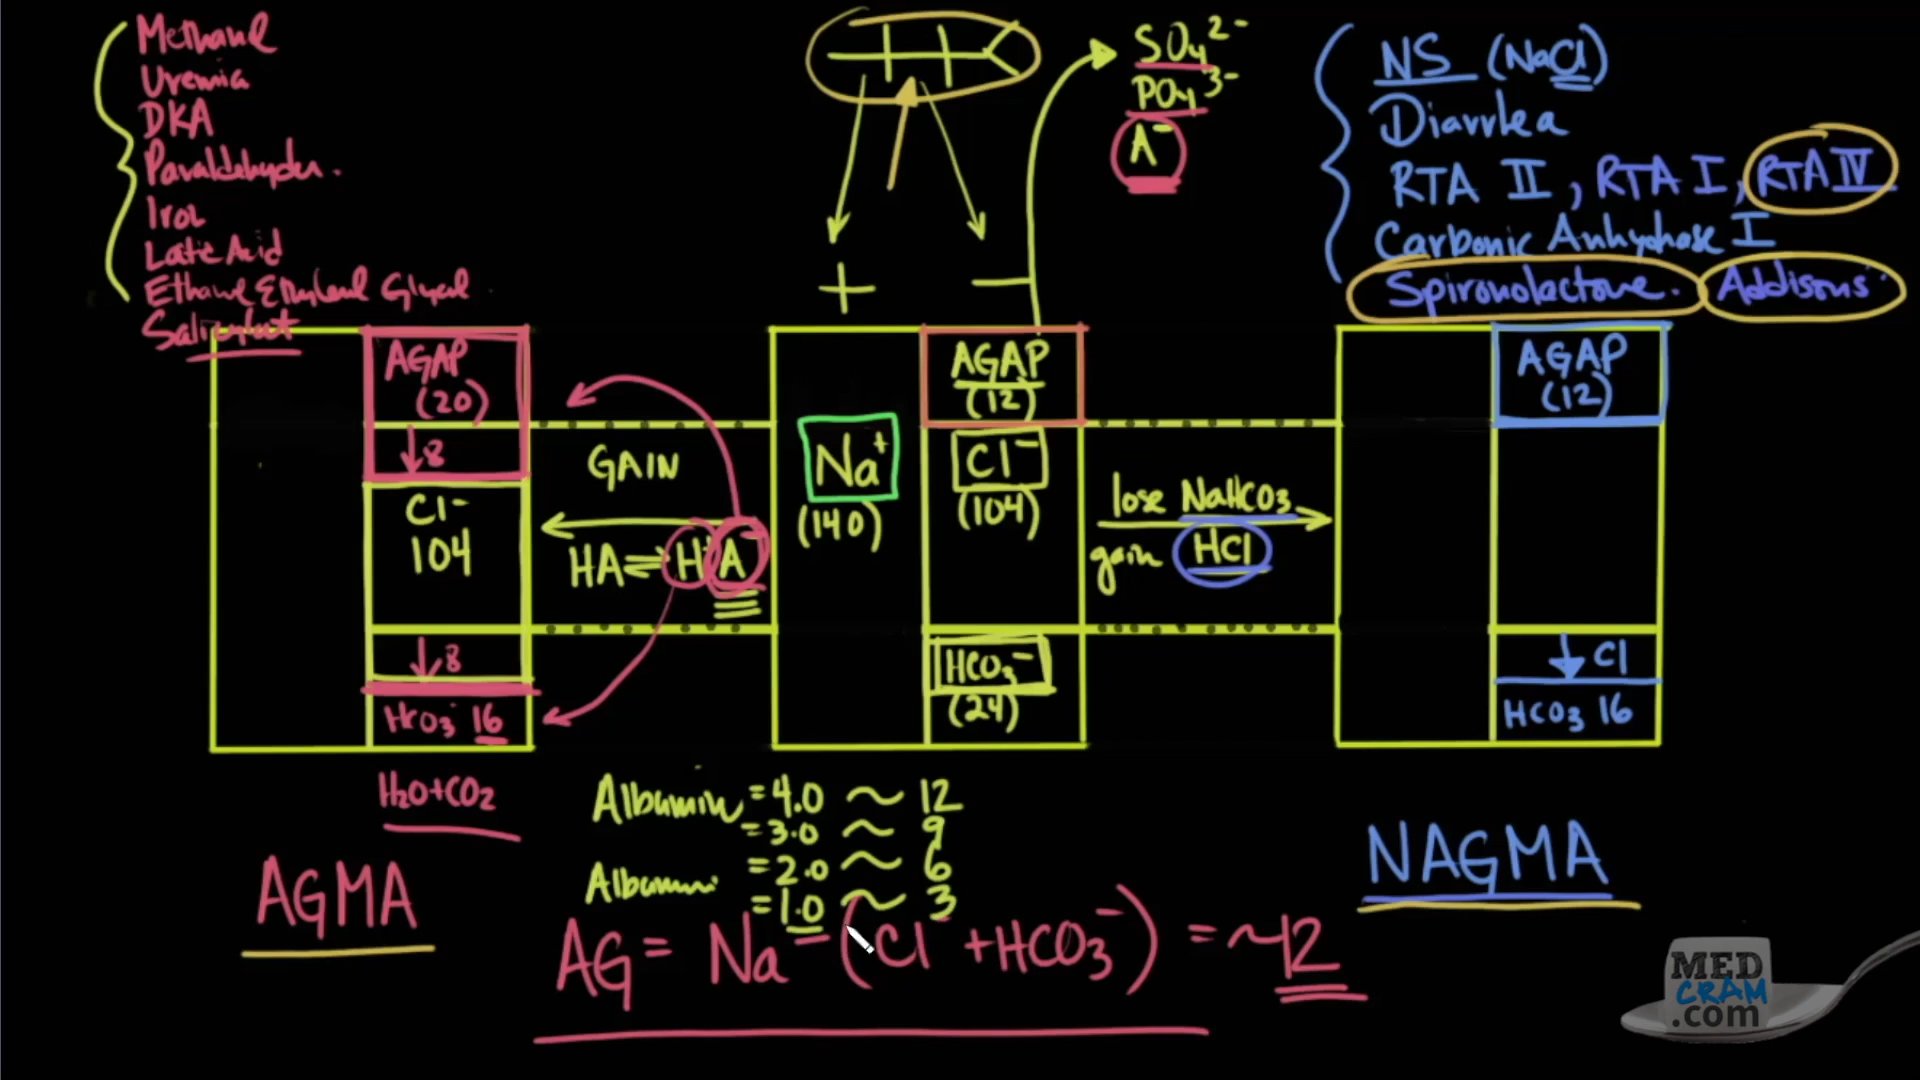 Methanol
Uremia
DKA
Paraldehyde.
Iron
Latic Acid
Ethanol Ethylene Glycol
Salicylat
SO4 2-
PO4 3-
A-
NS (NaCl)
Diarrhea
RTA II, RTA I, RTA IV
Carbonic Anhydrase I
Spironolactone. Addisons
+ −
AGAP
(20)
↓8
Cl-
104
↓8
HCO3- 16
H2O+CO2
GAIN
HA⇌H+A-
Na+
(140)
AGAP
(12)
Cl-
(104)
HCO3-
(24)
lose NaHCO3
gain HCl
AGAP
(12)
↓ Cl
HCO3 16
Albumin =4.0 ~ 12
=3.0 ~ 9
Albumin =2.0 ~ 6
=1.0 ~ 3
AGMA
NAGMA
AG = Na − (Cl- + HCO3-) = ~12
MED
CRAM
.com